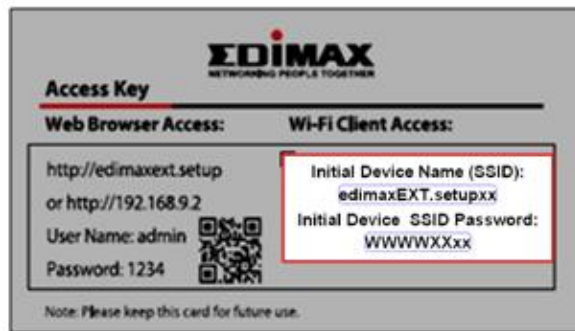 EDiMAX
NETWORKING PEOPLE TOGETHER
Access Key
Web Browser Access:
Wi-Fi Client Access:
http://edimaxext.setup
or http://192.168.9.2
User Name: admin
Password: 1234
Initial Device Name (SSID):
edimaxEXT.setupxx
Initial Device SSID Password:
WWWWXXxx
Note: Please keep this card for future use.